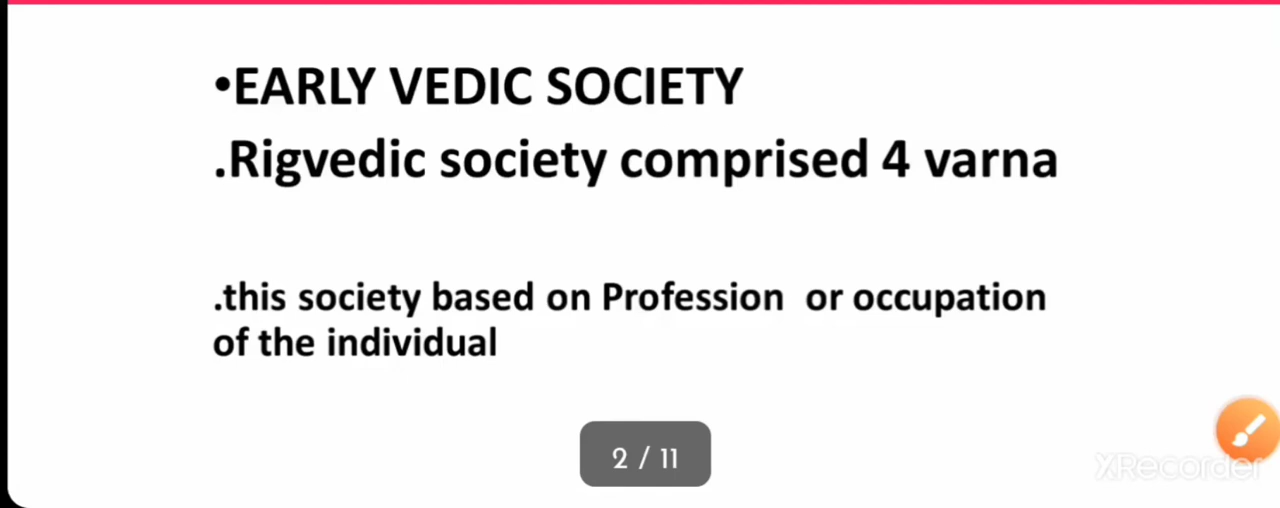 •EARLY VEDIC SOCIETY
.Rigvedic society comprised 4 varna
.this society based on Profession  or occupation
of the individual
2 / 11
XRecorder